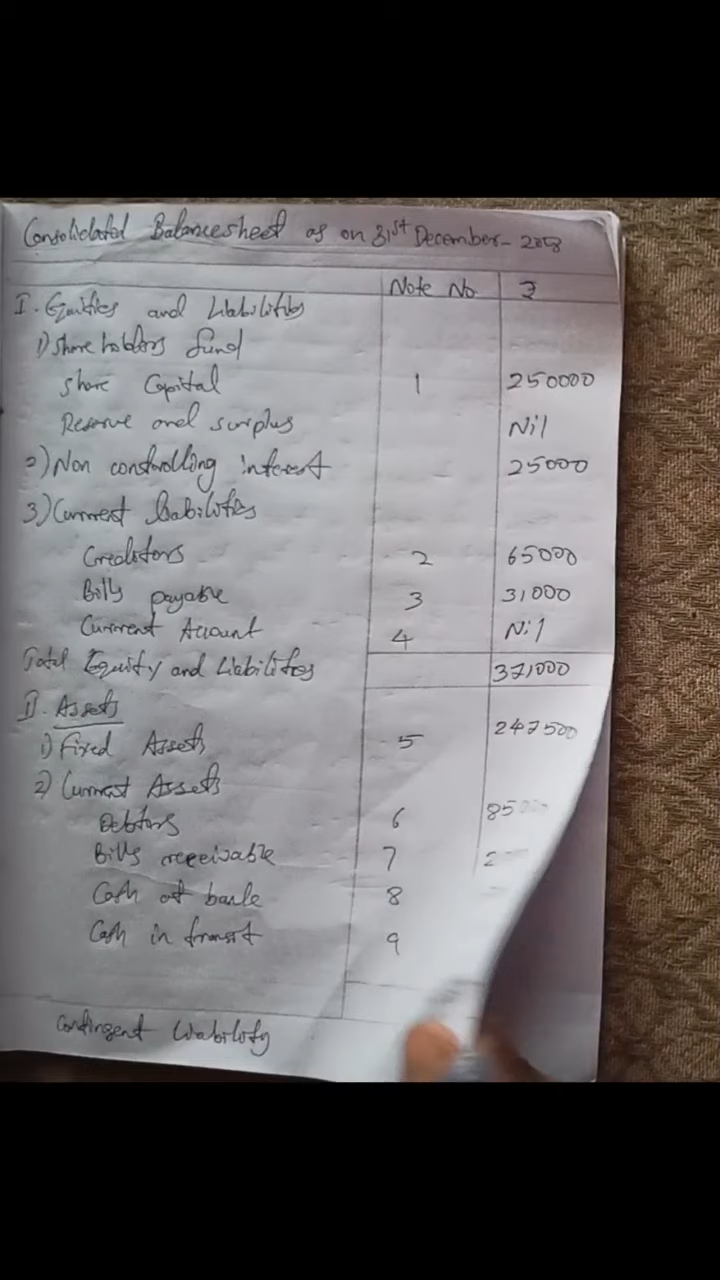 Consolidated Balancesheet as on 31st December - 2018
Note No ₹
I. Equities and Liabilities
1) Share holders fund
Share Capital 1 250000
Reserve and surplus Nil
2) Non controlling interest 25000
3) Current liabilities
Creditors 2 65000
Bills payable 3 31000
Current Account 4 Nil
Total Equity and Liabilities 371000
II. Assets
1) Fixed Assets 5 247500
2) Current Assets
Debtors 6 85
Bills receivable 7 2
Cash at bank 8
Cash in transit 9
Contingent Liability